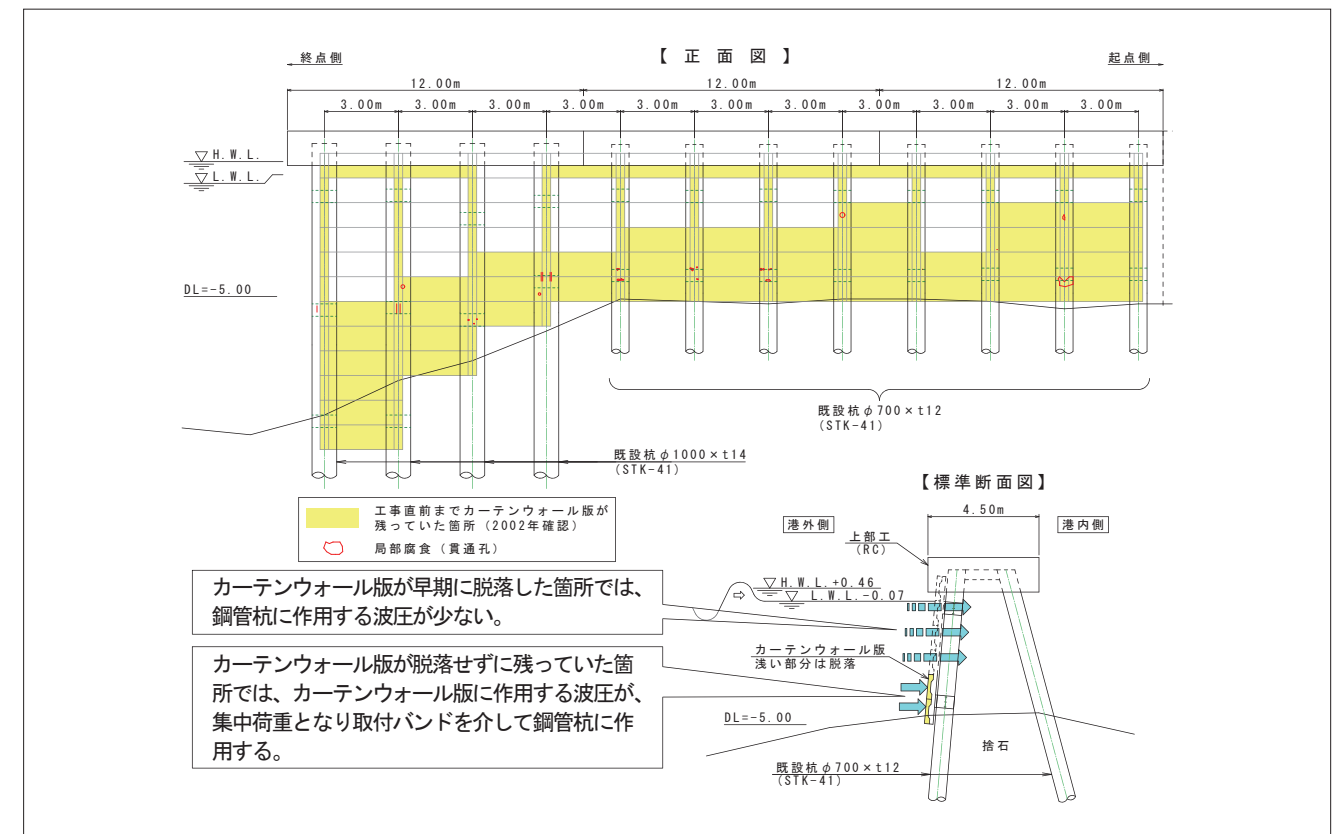 【 正 面 図 】
終点側
起点側
12.00m 12.00m 12.00m
3.00m 3.00m 3.00m 3.00m 3.00m 3.00m 3.00m 3.00m 3.00m 3.00m 3.00m
H.W.L.
L.W.L.
DL=-5.00
既設杭φ700×t12
(STK-41)
既設杭φ1000×t14
(STK-41)
工事直前までカーテンウォール版が
残っていた箇所（2002年確認）
局部腐食（貫通孔）
カーテンウォール版が早期に脱落した箇所では、
鋼管杭に作用する波圧が少ない。
カーテンウォール版が脱落せずに残っていた箇
所では、カーテンウォール版に作用する波圧が、
集中荷重となり取付バンドを介して鋼管杭に作
用する。
【標準断面図】
4.50m
港外側
港内側
上部工
(RC)
H.W.L.+0.46
L.W.L.-0.07
カーテンウォール版
浅い部分は脱落
DL=-5.00
捨石
既設杭φ700×t12
(STK-41)